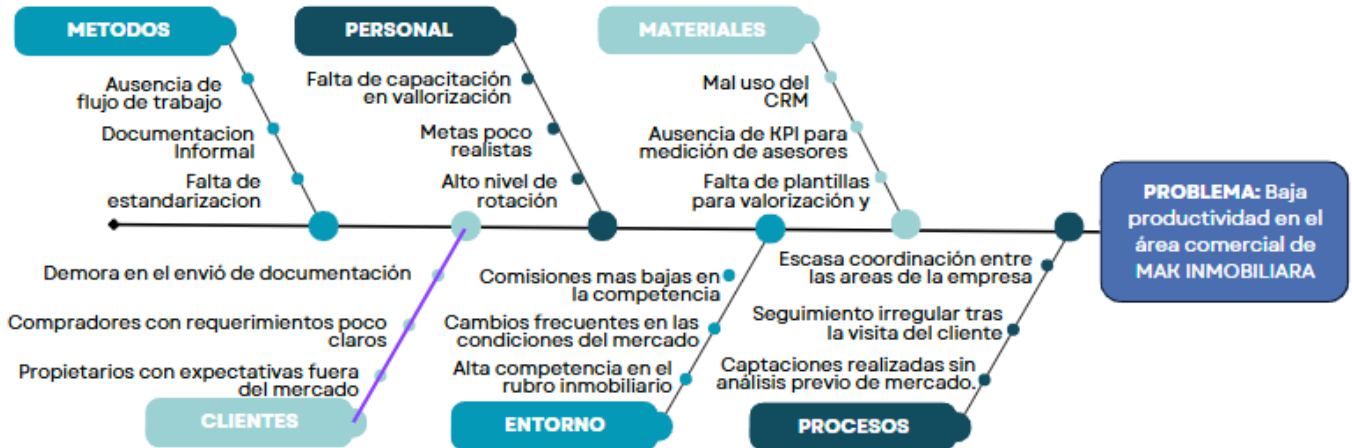 METODOS
Ausencia de
flujo de trabajo
Documentacion
Informal
Falta de
estandarizacion
PERSONAL
Falta de capacitación
en vallorización
Metas poco
realistas
Alto nivel de
rotación
MATERIALES
Mal uso del
CRM
Ausencia de KPI para
medición de asesores
Falta de plantillas
para valorización y
PROBLEMA: Baja
productividad en el
área comercial de
MAK INMOBILIARA
Demora en el envió de documentación
Compradores con requerimientos poco
claros
Propietarios con expectativas fuera
del mercado
CLIENTES
Comisiones mas bajas en
la competencia
Cambios frecuentes en las
condiciones del mercado
Alta competencia en el
rubro inmobiliario
ENTORNO
Escasa coordinación entre
las areas de la empresa
Seguimiento irregular tras
la visita del cliente
Captaciones realizadas sin
análisis previo de mercado.
PROCESOS